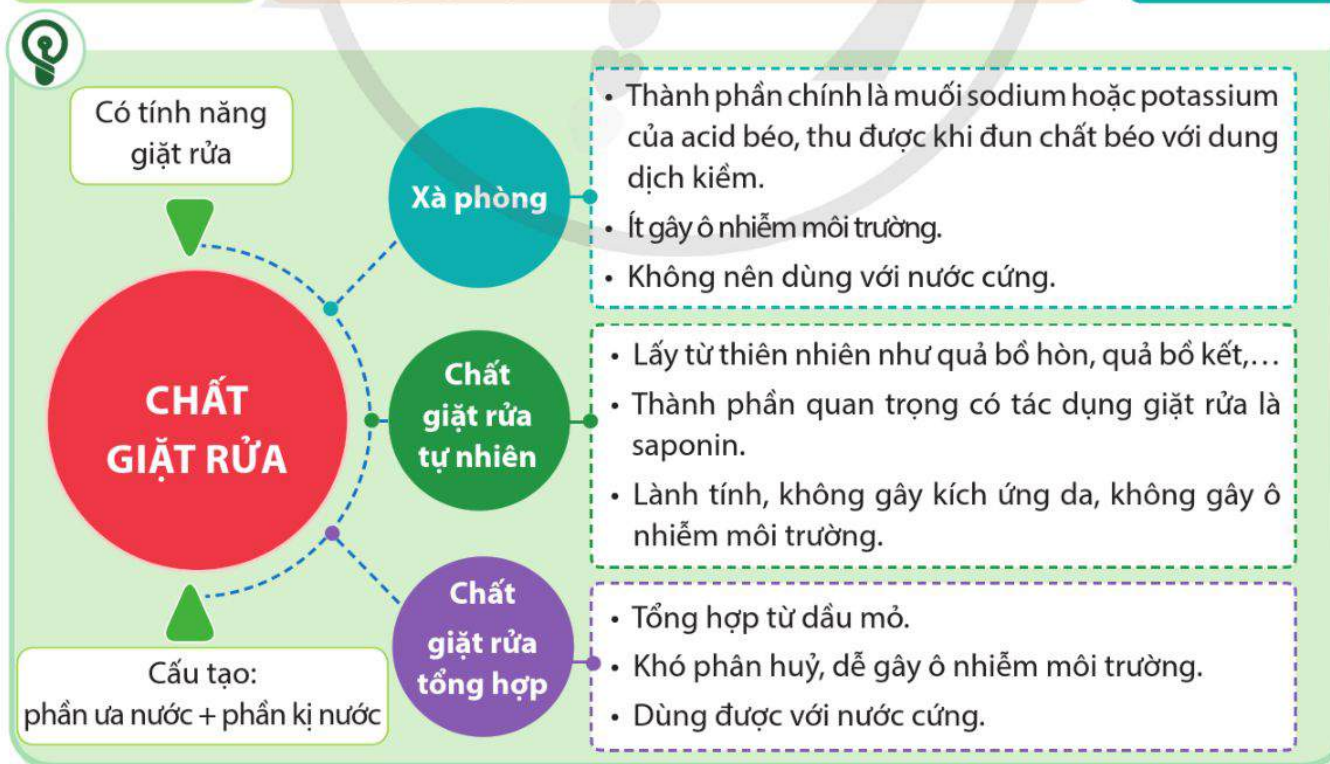 Có tính năng
giặt rửa
CHẤT
GIẶT RỬA
Cấu tạo:
phần ưa nước + phần kị nước
Xà phòng
• Thành phần chính là muối sodium hoặc potassium
của acid béo, thu được khi đun chất béo với dung
dịch kiềm.
• Ít gây ô nhiễm môi trường.
• Không nên dùng với nước cứng.
Chất
giặt rửa
tự nhiên
• Lấy từ thiên nhiên như quả bồ hòn, quả bồ kết,...
• Thành phần quan trọng có tác dụng giặt rửa là
saponin.
• Lành tính, không gây kích ứng da, không gây ô
nhiễm môi trường.
Chất
giặt rửa
tổng hợp
• Tổng hợp từ dầu mỏ.
• Khó phân huỷ, dễ gây ô nhiễm môi trường.
• Dùng được với nước cứng.